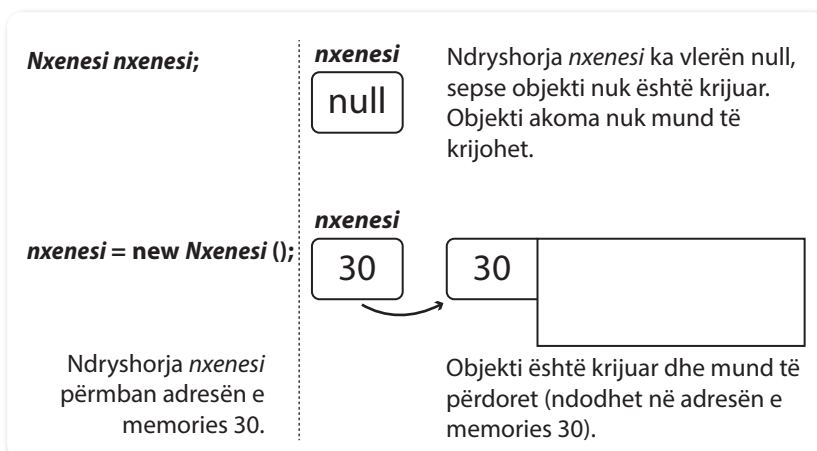 Nxenesi nxenesi;
nxenesi
null
Ndryshorja nxenesi ka vlerën null,
sepse objekti nuk është krijuar.
Objekti akoma nuk mund të
krijohet.
nxenesi = new Nxenesi ();
nxenesi
30
30
Ndryshorja nxenesi
përmban adresën e
memories 30.
Objekti është krijuar dhe mund të
përdoret (ndodhet në adresën e
memories 30).